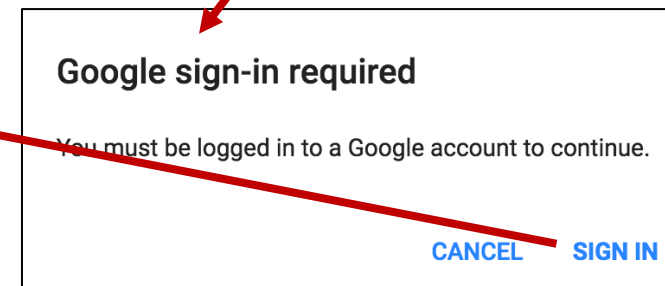 Google sign-in required
You must be logged in to a Google account to continue.
CANCEL SIGN IN